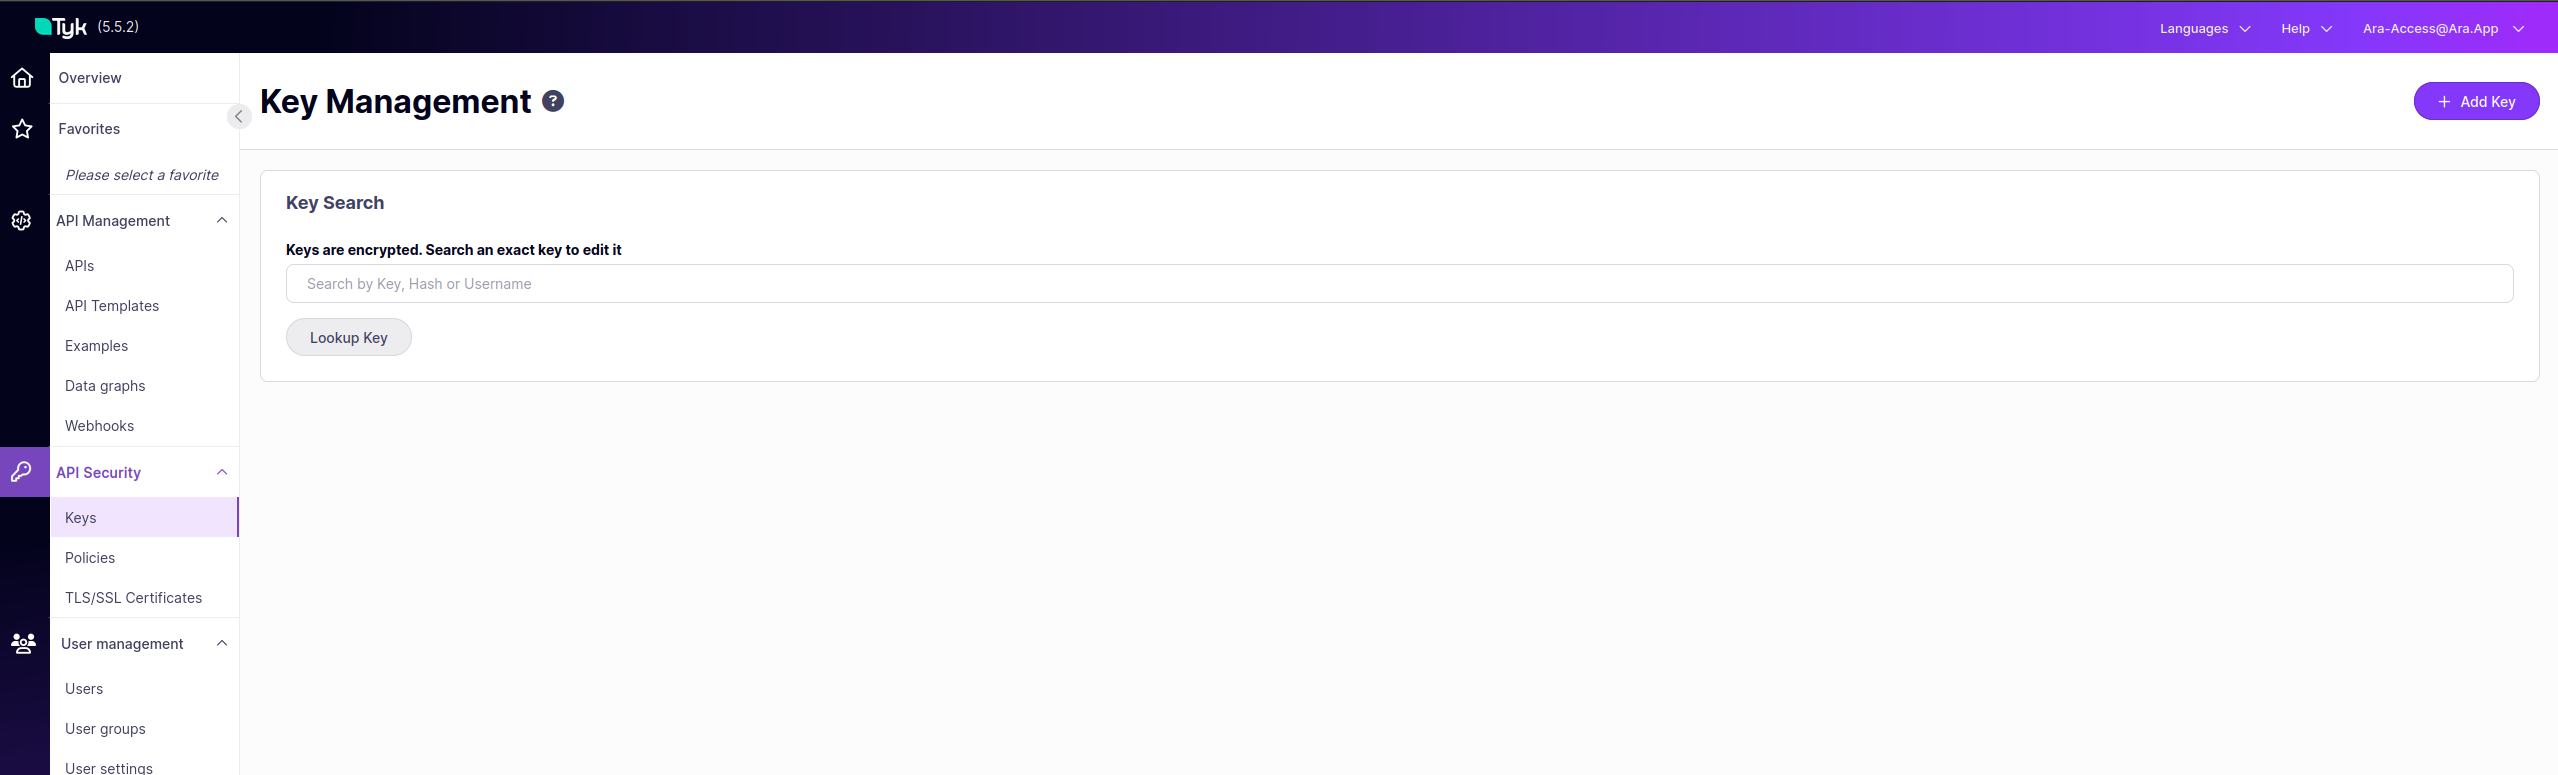 Tyk (5.5.2)
Languages Help Ara-Access@Ara.App
Overview
Favorites
Please select a favorite
API Management
APIs
API Templates
Examples
Data graphs
Webhooks
API Security
Keys
Policies
TLS/SSL Certificates
User management
Users
User groups
User settings
Key Management ?
+ Add Key
Key Search
Keys are encrypted. Search an exact key to edit it
Search by Key, Hash or Username
Lookup Key